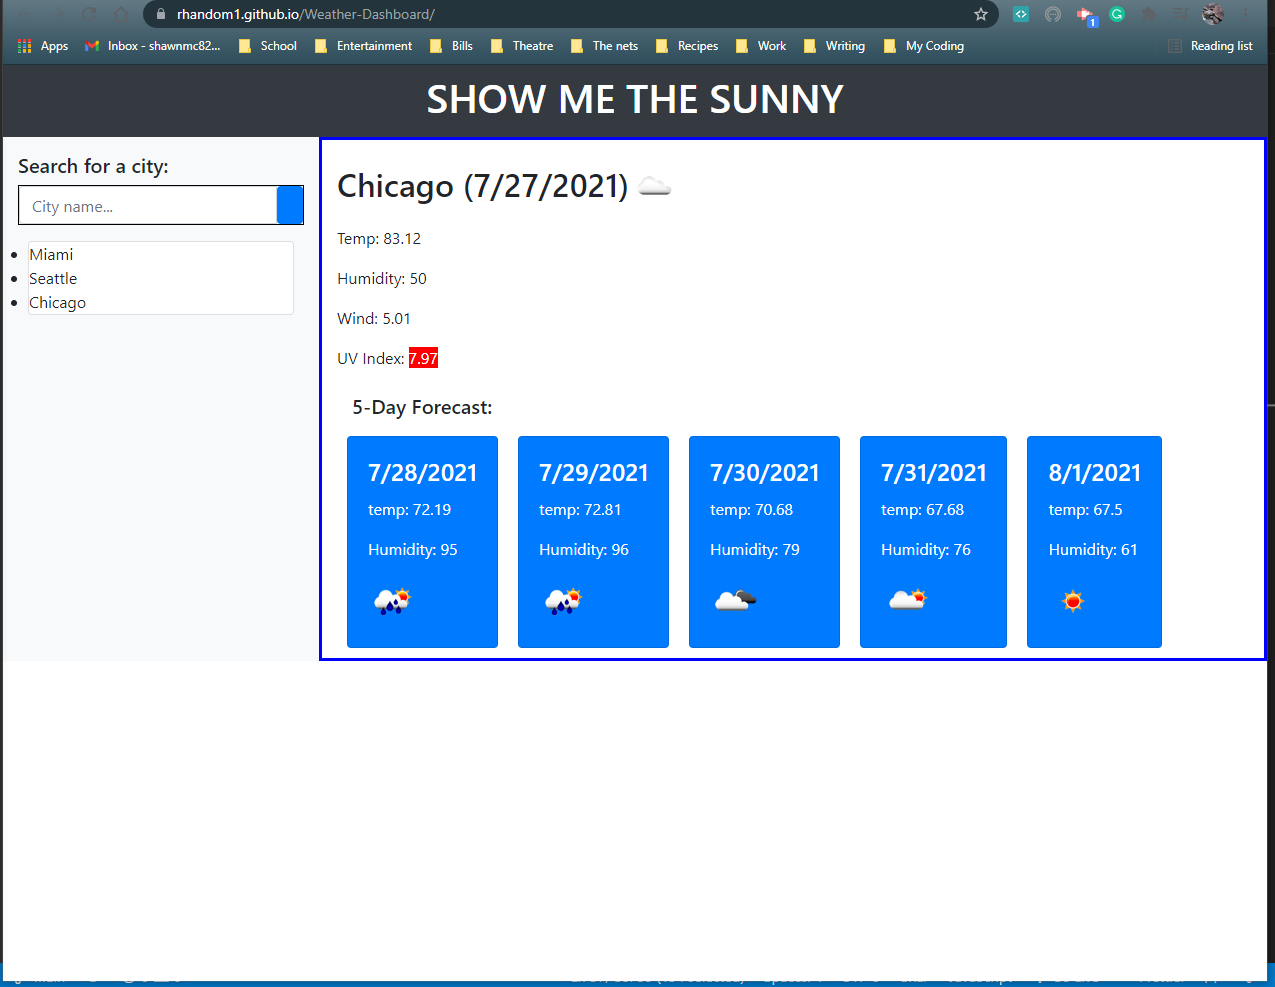 rhandom1.github.io/Weather-Dashboard/
1
Apps
Inbox - shawnmc82...
School
Entertainment
Bills
Theatre
The nets
Recipes
Work
Writing
My Coding
Reading list
SHOW ME THE SUNNY
Search for a city:
City name...
Miami
Seattle
Chicago
Chicago (7/27/2021)
Temp: 83.12
Humidity: 50
Wind: 5.01
UV Index: 7.97
5-Day Forecast:
7/28/2021
temp: 72.19
Humidity: 95
7/29/2021
temp: 72.81
Humidity: 96
7/30/2021
temp: 70.68
Humidity: 79
7/31/2021
temp: 67.68
Humidity: 76
8/1/2021
temp: 67.5
Humidity: 61